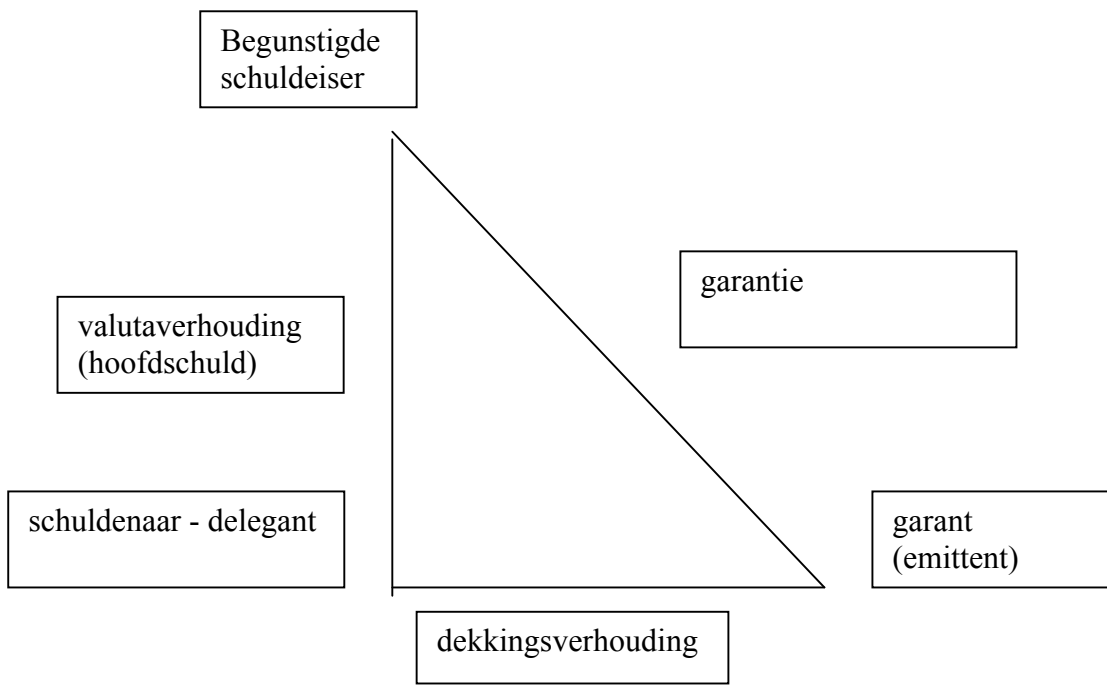 Begunstigde
schuldeiser
garantie
valutaverhouding
(hoofdschuld)
schuldenaar - delegant
garant
(emittent)
dekkingsverhouding